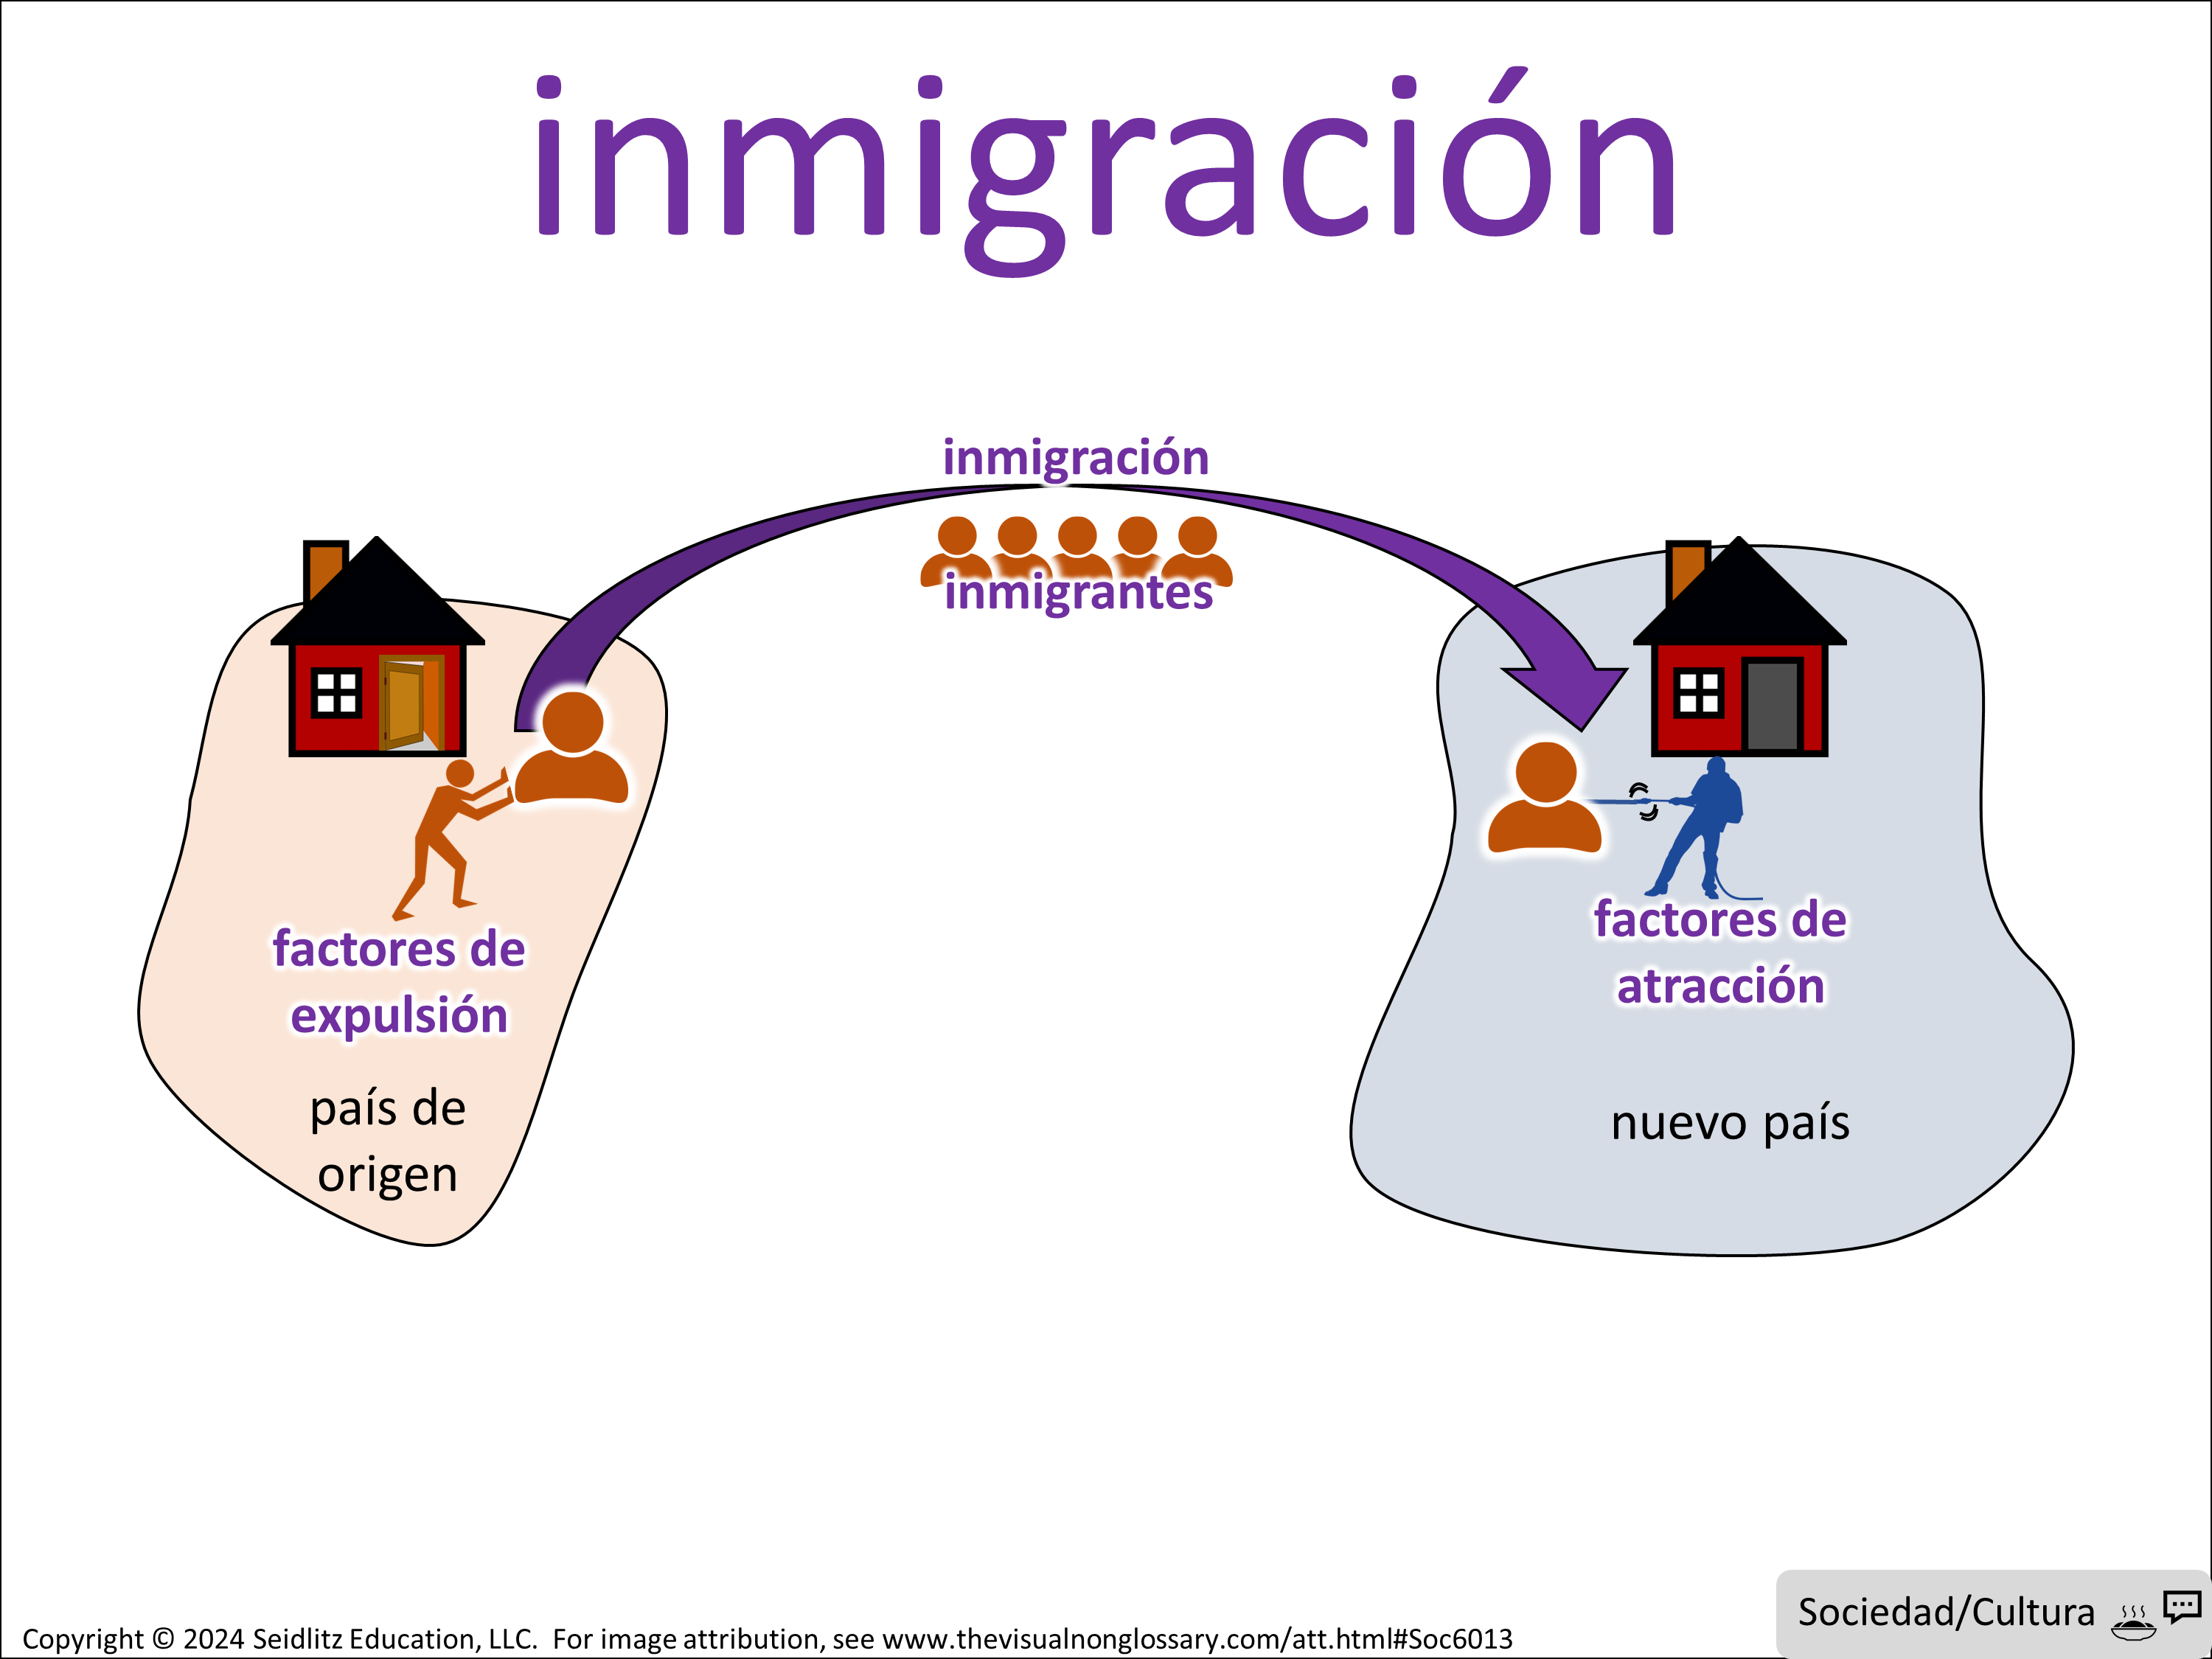 inmigración
inmigración
inmigrantes
factores de
expulsión
país de
origen
factores de
atracción
nuevo país
Sociedad/Cultura
Copyright © 2024 Seidlitz Education, LLC.  For image attribution, see www.thevisualnonglossary.com/att.html#Soc6013